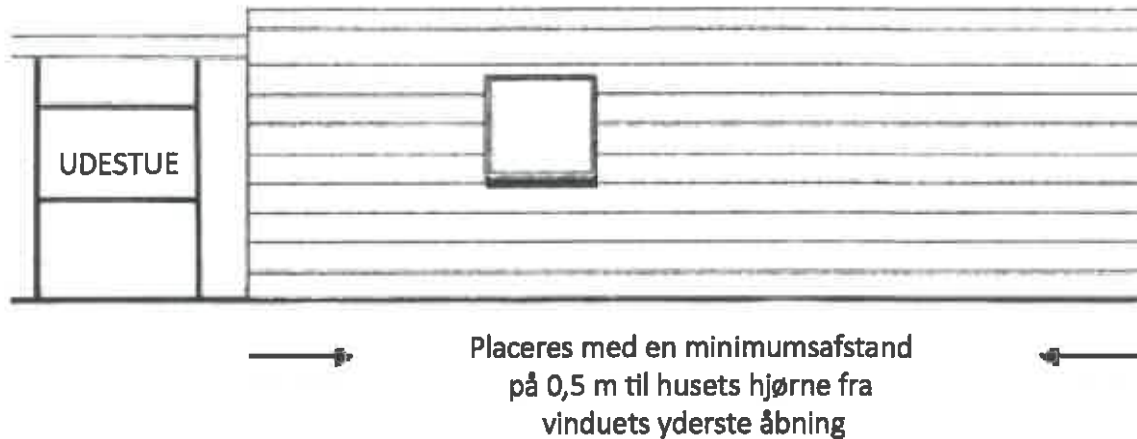 UDESTUE
Placeres med en minimumsafstand
på 0,5 m til husets hjørne fra
vinduets yderste åbning